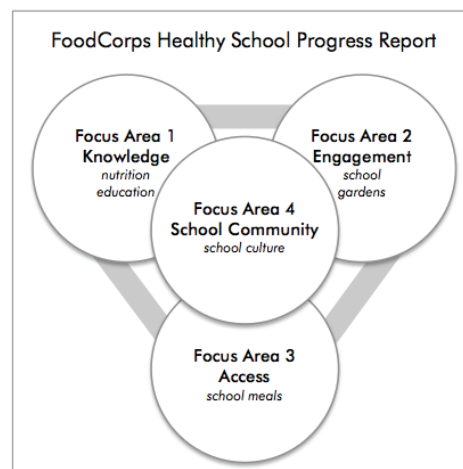 FoodCorps Healthy School Progress Report
Focus Area 1
Knowledge
nutrition
education
Focus Area 2
Engagement
school
gardens
Focus Area 4
School Community
school culture
Focus Area 3
Access
school meals